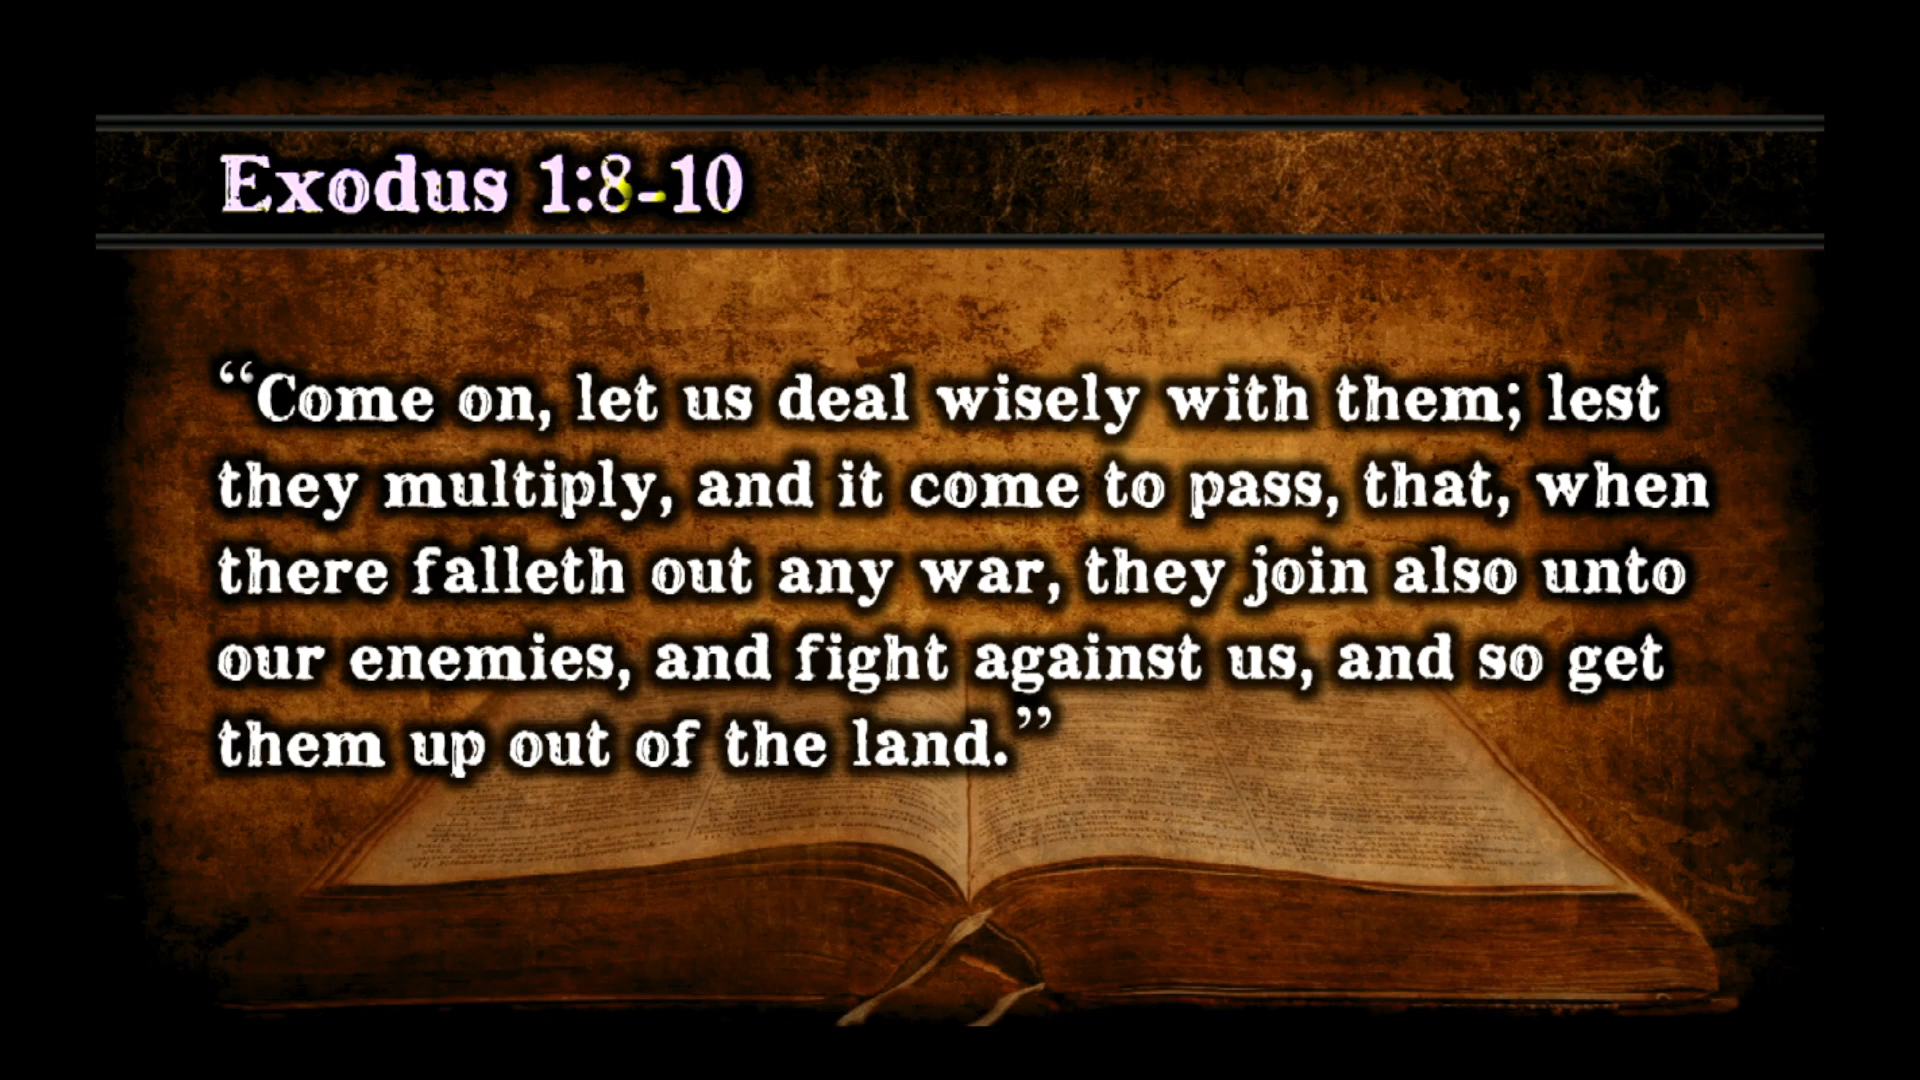 Exodus 1:8-10
“Come on, let us deal wisely with them; lest
they multiply, and it come to pass, that, when
there falleth out any war, they join also unto
our enemies, and fight against us, and so get
them up out of the land.”